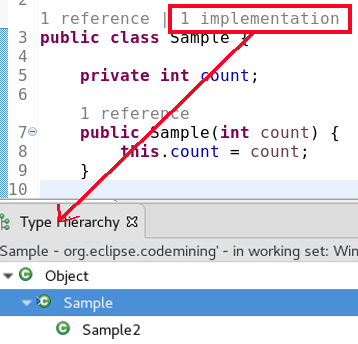 2
1 reference | 1 implementation
3 public class Sample {
4
5 private int count;
6
1 reference
7 public Sample(int count) {
8 this.count = count;
9 }
10
Type Hierarchy
Sample - org.eclipse.codemining' - in working set: Win
Object
Sample
Sample2